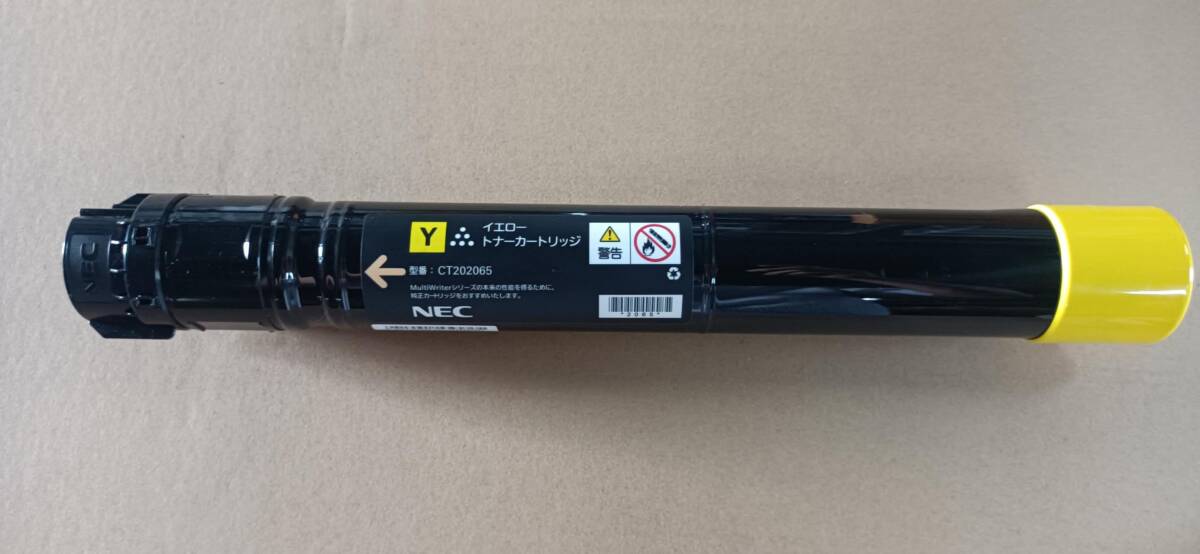 NEC
Y
イエロー
トナーカートリッジ
型番：CT202065
MultiWriterシリーズの本来の性能を得るために、
純正カートリッジをおすすめいたします。
NEC
警告
*2065*